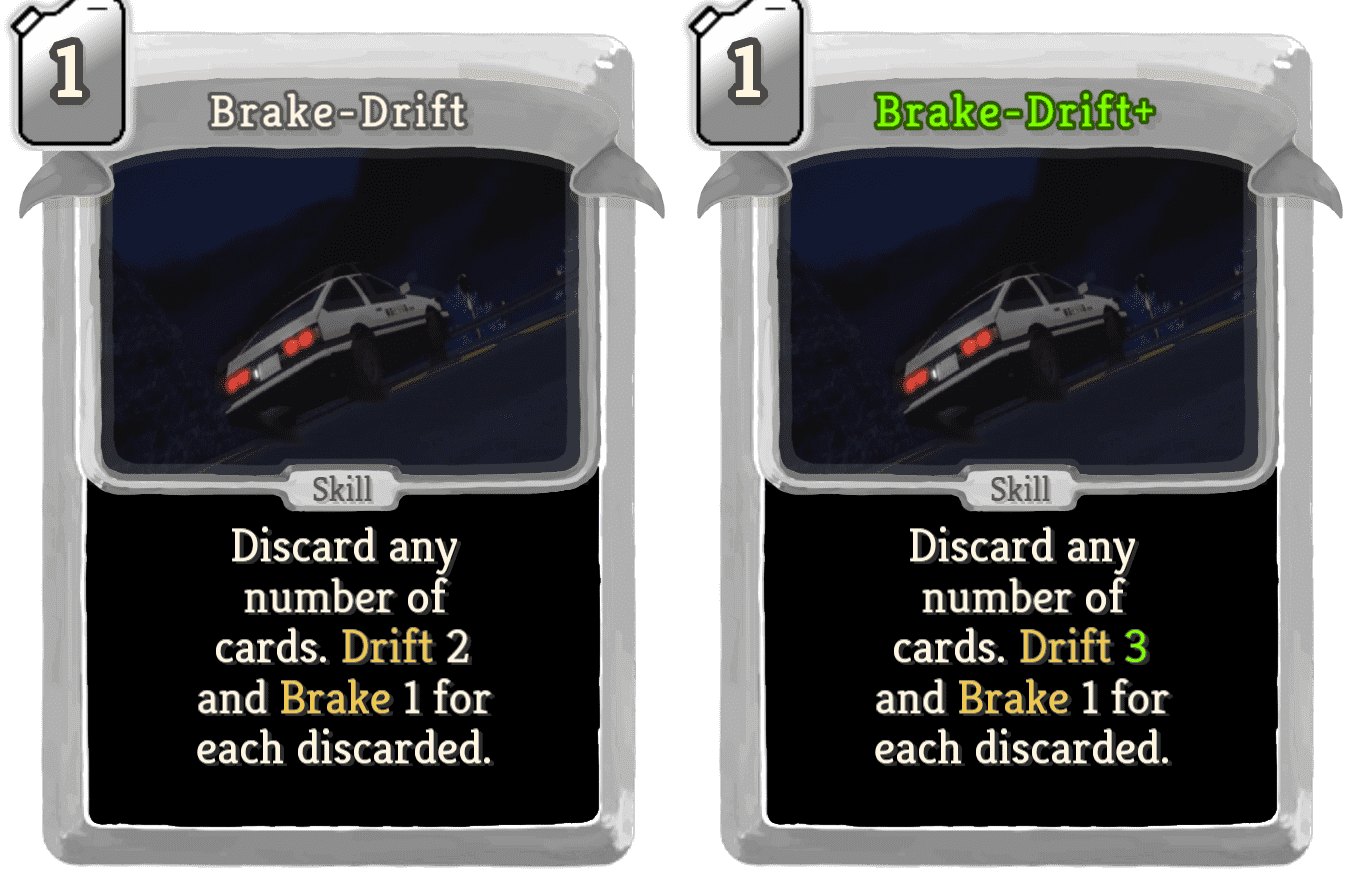 1
Brake-Drift
Skill
Discard any
number of
cards. Drift 2
and Brake 1 for
each discarded.
1
Brake-Drift+
Skill
Discard any
number of
cards. Drift 3
and Brake 1 for
each discarded.